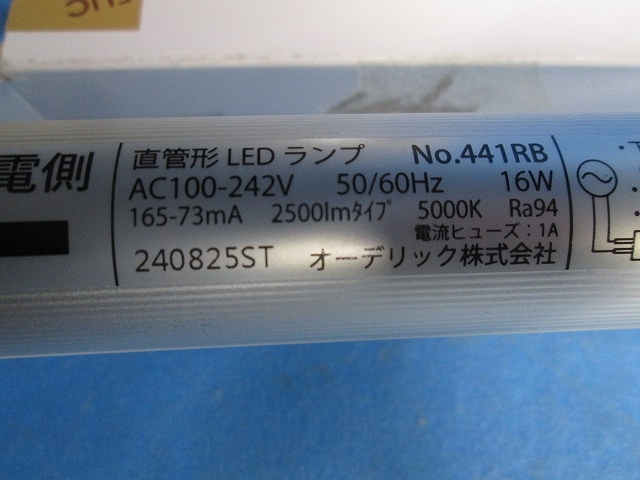 電側
直管形 LED ランプ No.441RB
AC100-242V 50/60Hz 16W
165-73mA 2500lmﾀｲﾌﾟ 5000K Ra94
電流ヒューズ：1A
240825ST オーデリック株式会社